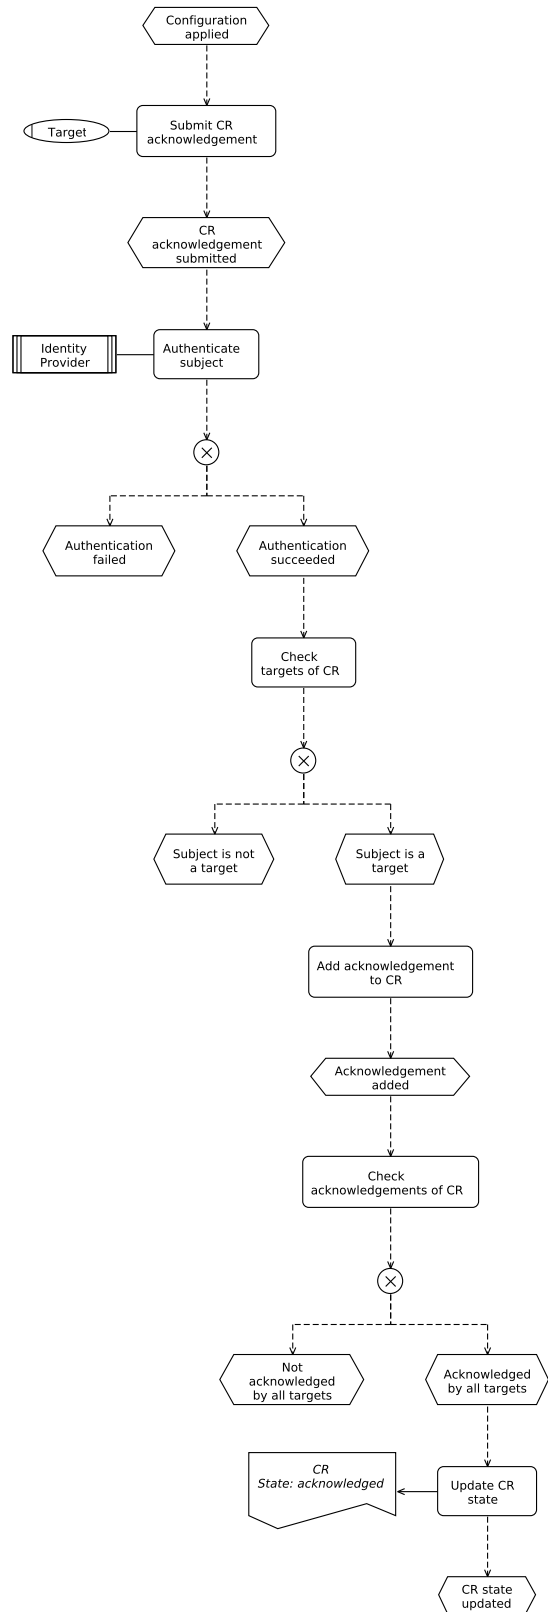 Configuration
applied
Target
Submit CR
acknowledgement
CR
acknowledgement
submitted
Identity
Provider
Authenticate
subject
Authentication
failed
Authentication
succeeded
Check
targets of CR
Subject is not
a target
Subject is a
target
Add acknowledgement
to CR
Acknowledgement
added
Check
acknowledgements of CR
Not
acknowledged
by all targets
Acknowledged
by all targets
CR
State: acknowledged
Update CR
state
CR state
updated